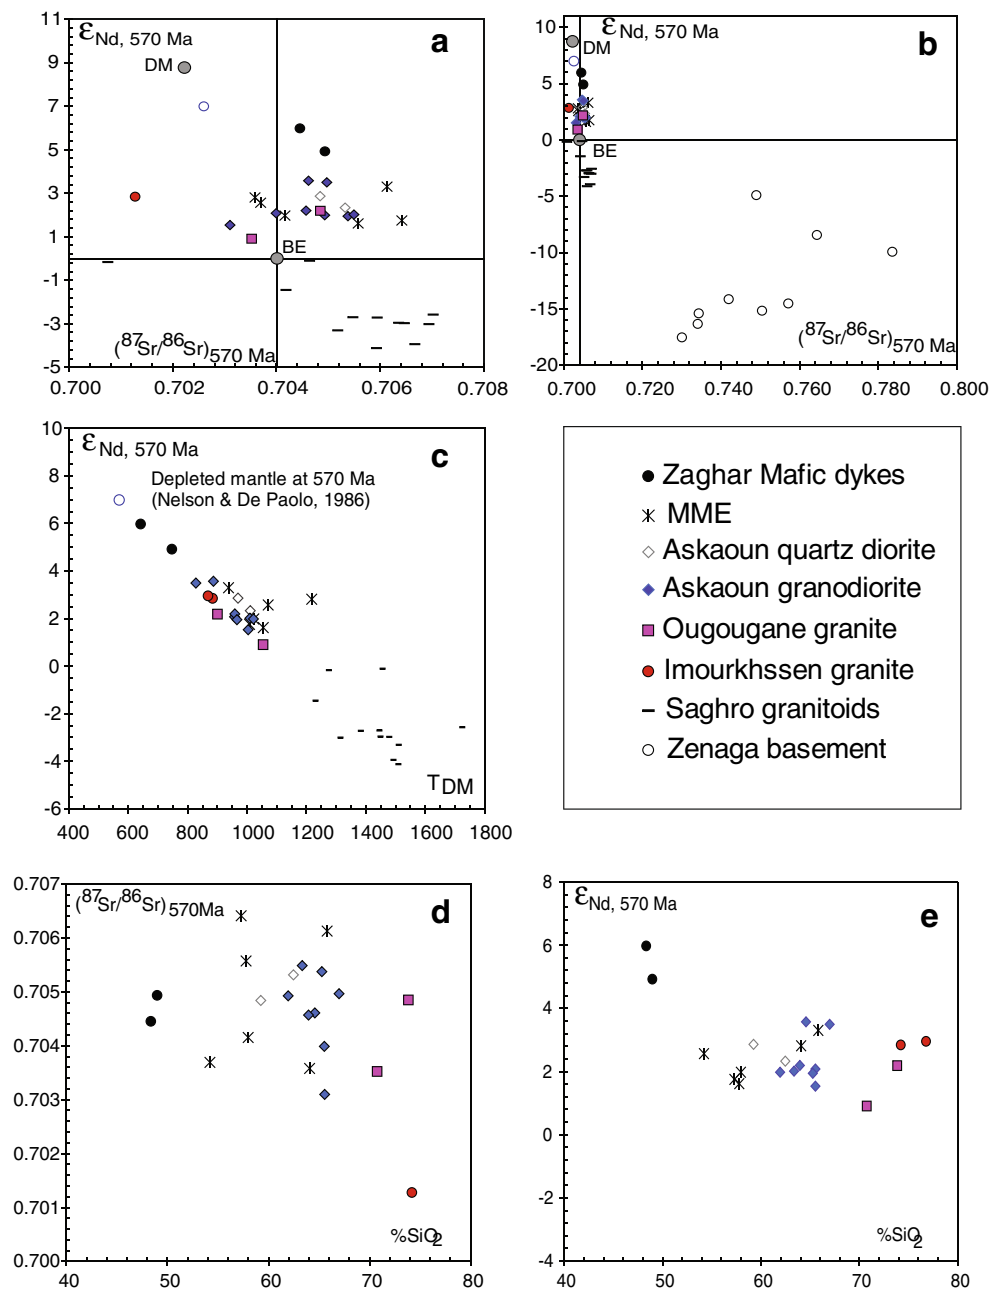 a
εNd, 570 Ma
DM
BE
(87Sr/86Sr)570 Ma
11
9
7
5
3
1
-1
-3
-5
0.700 0.702 0.704 0.706 0.708
b
εNd, 570 Ma
DM
BE
(87Sr/86Sr)570 Ma
10
5
0
-5
-10
-15
-20
0.700 0.720 0.740 0.760 0.780 0.800
c
εNd, 570 Ma
Depleted mantle at 570 Ma
(Nelson & De Paolo, 1986)
TDM
10
8
6
4
2
0
-2
-4
-6
400 600 800 1000 1200 1400 1600 1800
Zaghar Mafic dykes
MME
Askaoun quartz diorite
Askaoun granodiorite
Ougougane granite
Imourkhssen granite
Saghro granitoids
Zenaga basement
d
(87Sr/86Sr)570Ma
%SiO2
0.707
0.706
0.705
0.704
0.703
0.702
0.701
0.700
40 50 60 70 80
e
εNd, 570 Ma
%SiO2
8
6
4
2
0
-2
-4
40 50 60 70 80